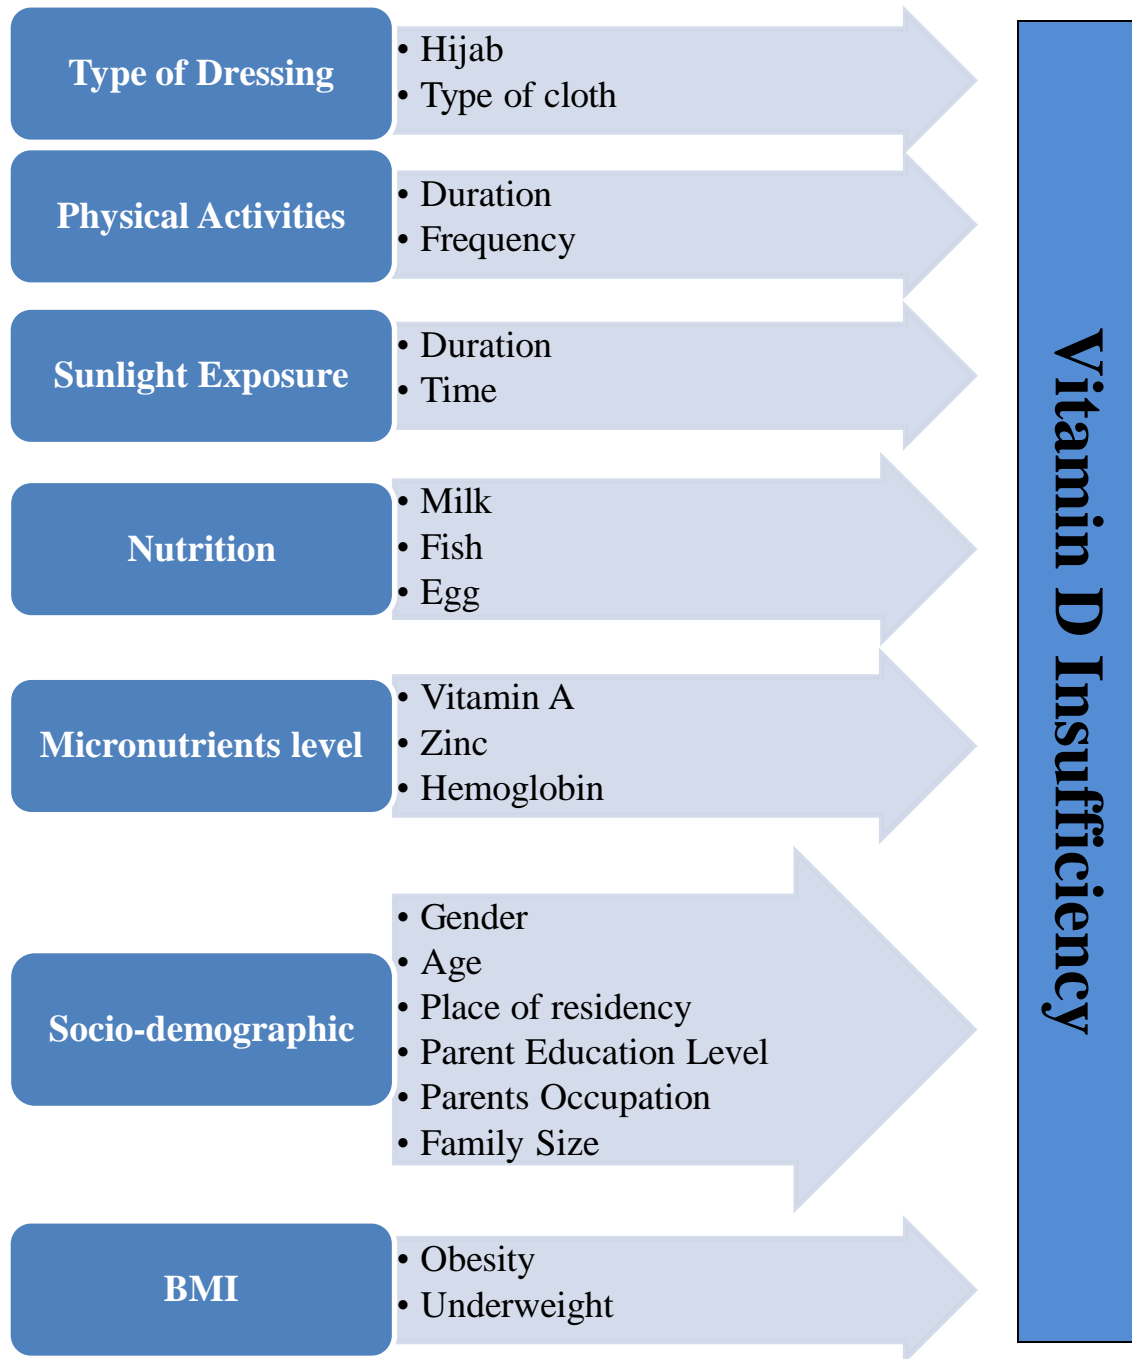 Type of Dressing
• Hijab
• Type of cloth
Physical Activities
• Duration
• Frequency
Sunlight Exposure
• Duration
• Time
Nutrition
• Milk
• Fish
• Egg
Micronutrients level
• Vitamin A
• Zinc
• Hemoglobin
Socio-demographic
• Gender
• Age
• Place of residency
• Parent Education Level
• Parents Occupation
• Family Size
BMI
• Obesity
• Underweight
Vitamin D Insufficiency